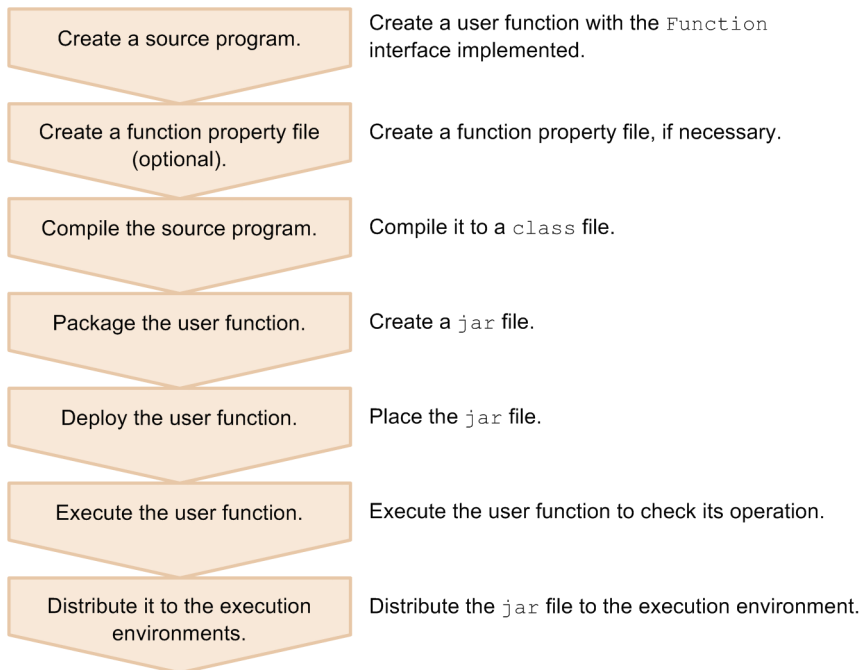 Create a source program.
Create a user function with the Function
interface implemented.
Create a function property file
(optional).
Create a function property file, if necessary.
Compile the source program.
Compile it to a class file.
Package the user function.
Create a jar file.
Deploy the user function.
Place the jar file.
Execute the user function.
Execute the user function to check its operation.
Distribute it to the execution
environments.
Distribute the jar file to the execution environment.